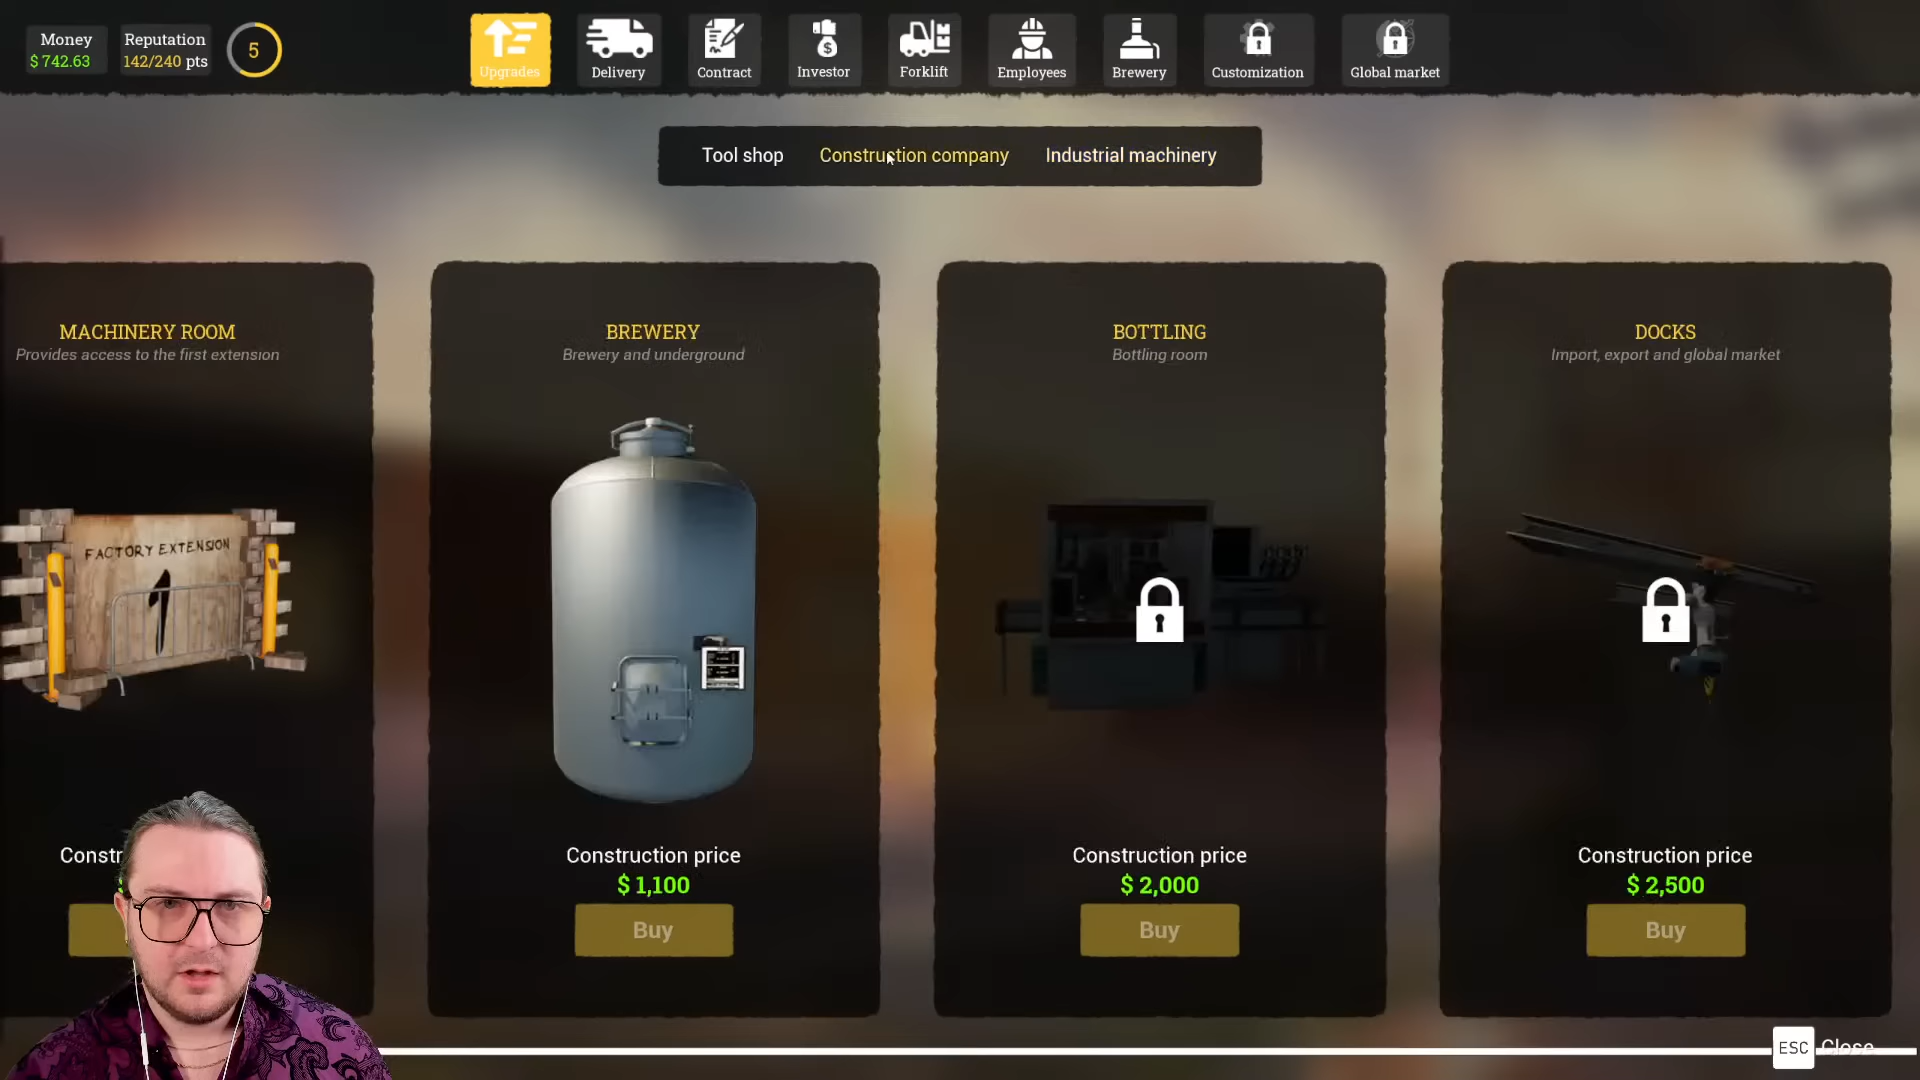 Money
$ 742.63
Reputation
142/240 pts
5
Upgrades
Delivery
Contract
Investor
Forklift
Employees
Brewery
Customization
Global market
Tool shop
Construction company
Industrial machinery
MACHINERY ROOM
Provides access to the first extension
FACTORY EXTENSION
1
Constr
BREWERY
Brewery and underground
Construction price
$ 1,100
Buy
BOTTLING
Bottling room
Construction price
$ 2,000
Buy
DOCKS
Import, export and global market
Construction price
$ 2,500
Buy
ESC Close